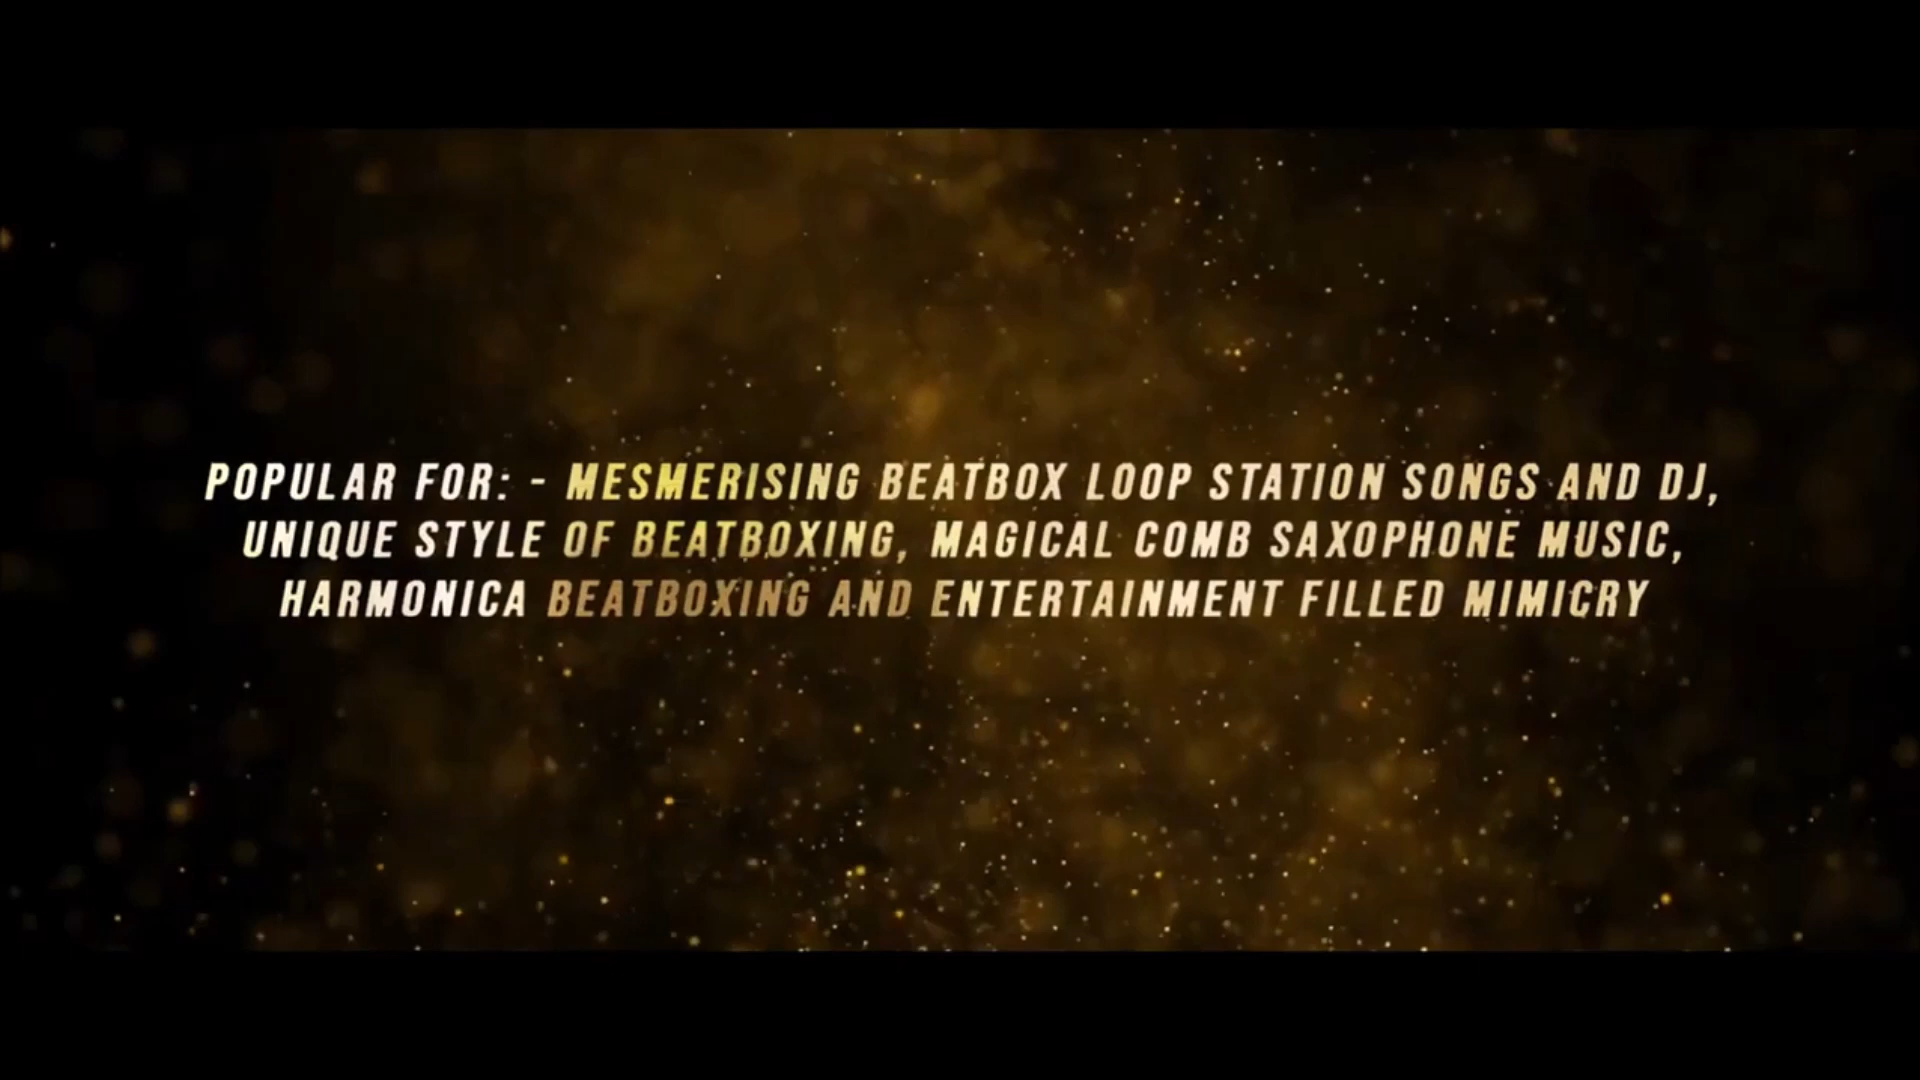 POPULAR FOR: - MESMERISING BEATBOX LOOP STATION SONGS AND DJ,
UNIQUE STYLE OF BEATBOXING, MAGICAL COMB SAXOPHONE MUSIC,
HARMONICA BEATBOXING AND ENTERTAINMENT FILLED MIMICRY